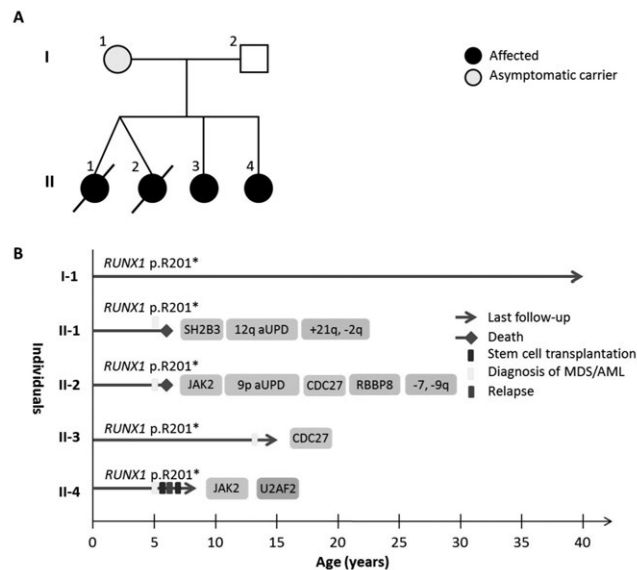 A
I
1
2
Affected
Asymptomatic carrier
II
1
2
3
4
B
Individuals
RUNX1 p.R201*
I-1
RUNX1 p.R201*
II-1
SH2B3
12q aUPD
+21q, -2q
RUNX1 p.R201*
II-2
JAK2
9p aUPD
CDC27
RBBP8
-7, -9q
RUNX1 p.R201*
II-3
CDC27
RUNX1 p.R201*
II-4
JAK2
U2AF2
Last follow-up
Death
Stem cell transplantation
Diagnosis of MDS/AML
Relapse
0 5 10 15 20 25 30 35 40
Age (years)